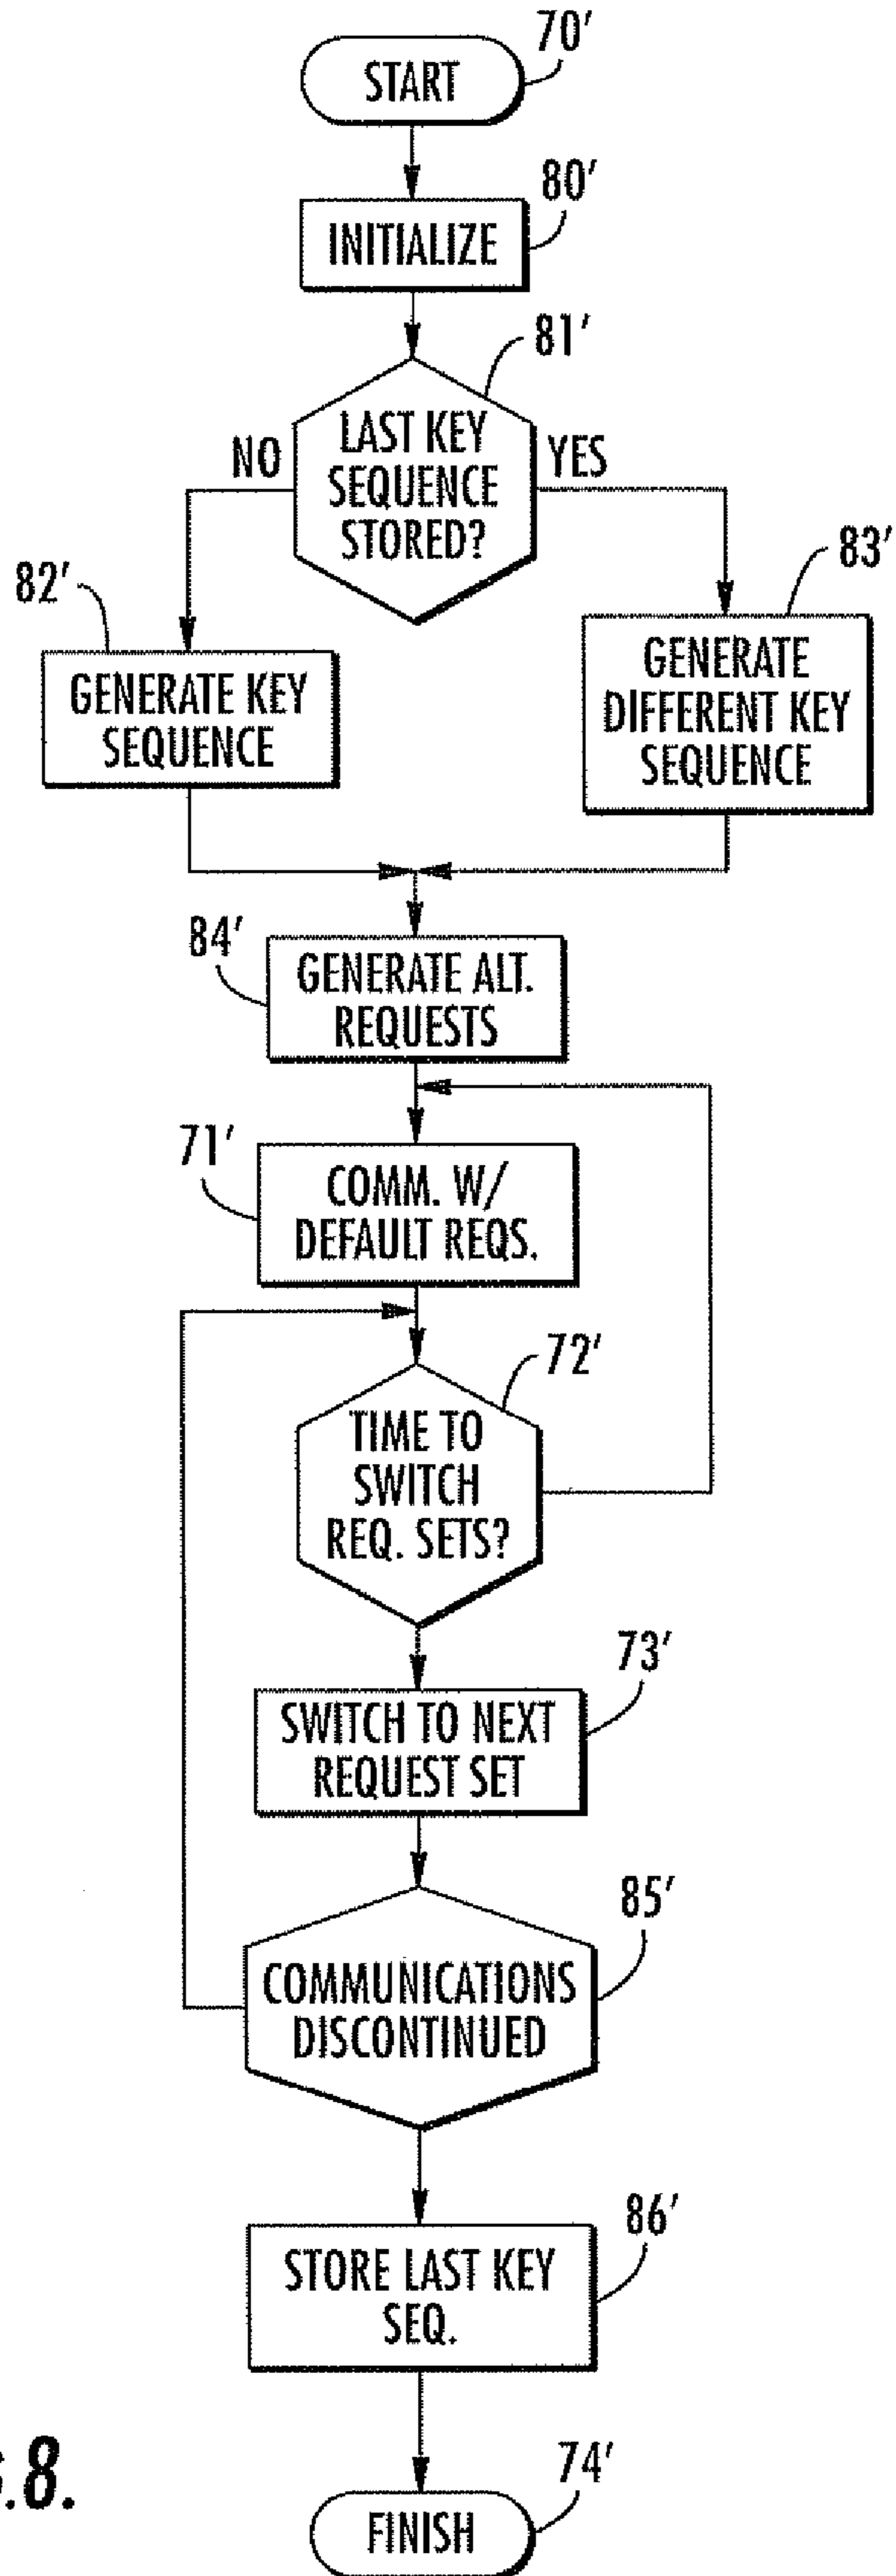 70'
START
80'
INITIALIZE
81'
LAST KEY
SEQUENCE
STORED?
NO
YES
82'
GENERATE KEY
SEQUENCE
83'
GENERATE
DIFFERENT KEY
SEQUENCE
84'
GENERATE ALT.
REQUESTS
71'
COMM. W/
DEFAULT REQS.
72'
TIME TO
SWITCH
REQ. SETS?
73'
SWITCH TO NEXT
REQUEST SET
85'
COMMUNICATIONS
DISCONTINUED
86'
STORE LAST KEY
SEQ.
74'
FINISH
.8.